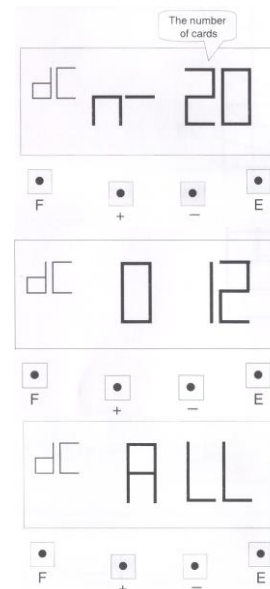 The number
of cards
dC n- 20
F + - E
dC 0 12
F + - E
dC ALL
F + - E